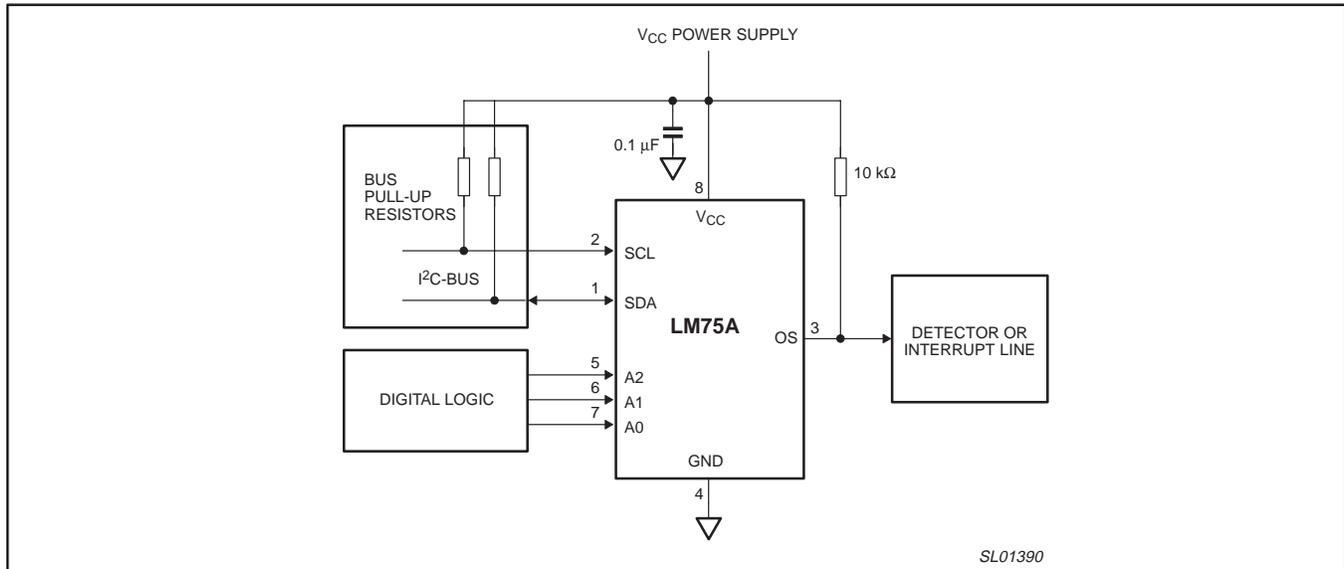 VCC POWER SUPPLY
0.1 μF
10 kΩ
BUS
PULL-UP
RESISTORS
8
VCC
2
SCL
I2C-BUS
1
SDA
LM75A
OS
3
DETECTOR OR
INTERRUPT LINE
DIGITAL LOGIC
5
A2
6
A1
7
A0
GND
4
SL01390